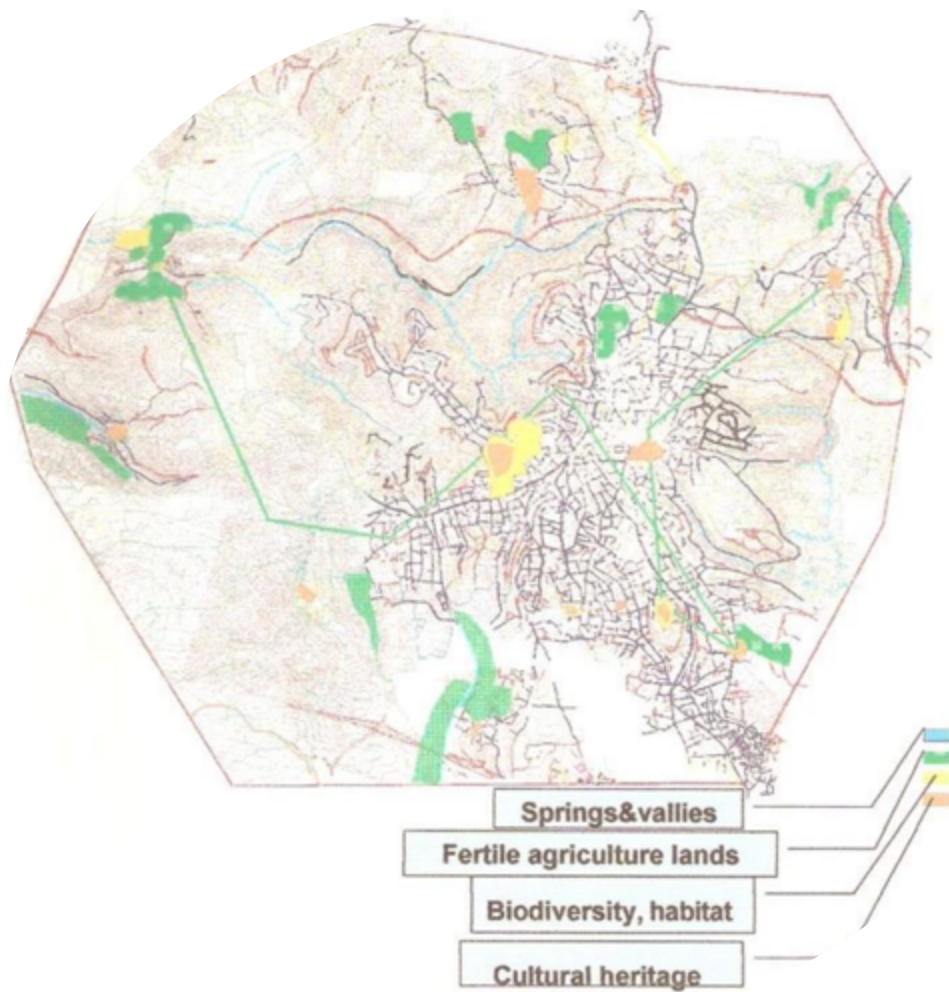 Springs&vallies
Fertile agriculture lands
Biodiversity, habitat
Cultural heritage